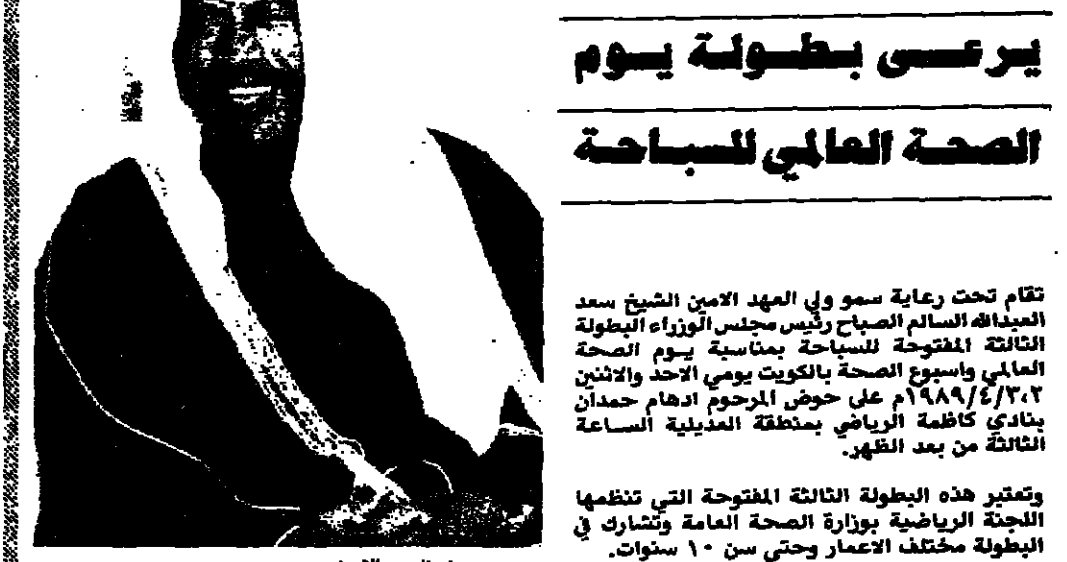 يرعى بطولة يوم
الصحة العالمي للسباحة
تقام تحت رعاية سمو ولي العهد الامين الشيخ سعد
العبدالله السالم الصباح رئيس مجلس الوزراء البطولة
الثالثة المفتوحة للسباحة بمناسبة يوم الصحة
العالمي واسبوع الصحة بالكويت يومي الاحد والاثنين
٣،٢/٤/١٩٨٩م على حوض المرحوم ادهام حمدان
بنادي كاظمة الرياضي بمنطقة العديلية الساعة
الثالثة من بعد الظهر.
وتعتبر هذه البطولة الثالثة المفتوحة التي تنظمها
اللجنة الرياضية بوزارة الصحة العامة وتشارك في
البطولة مختلف الاعمار وحتى سن ١٠ سنوات.